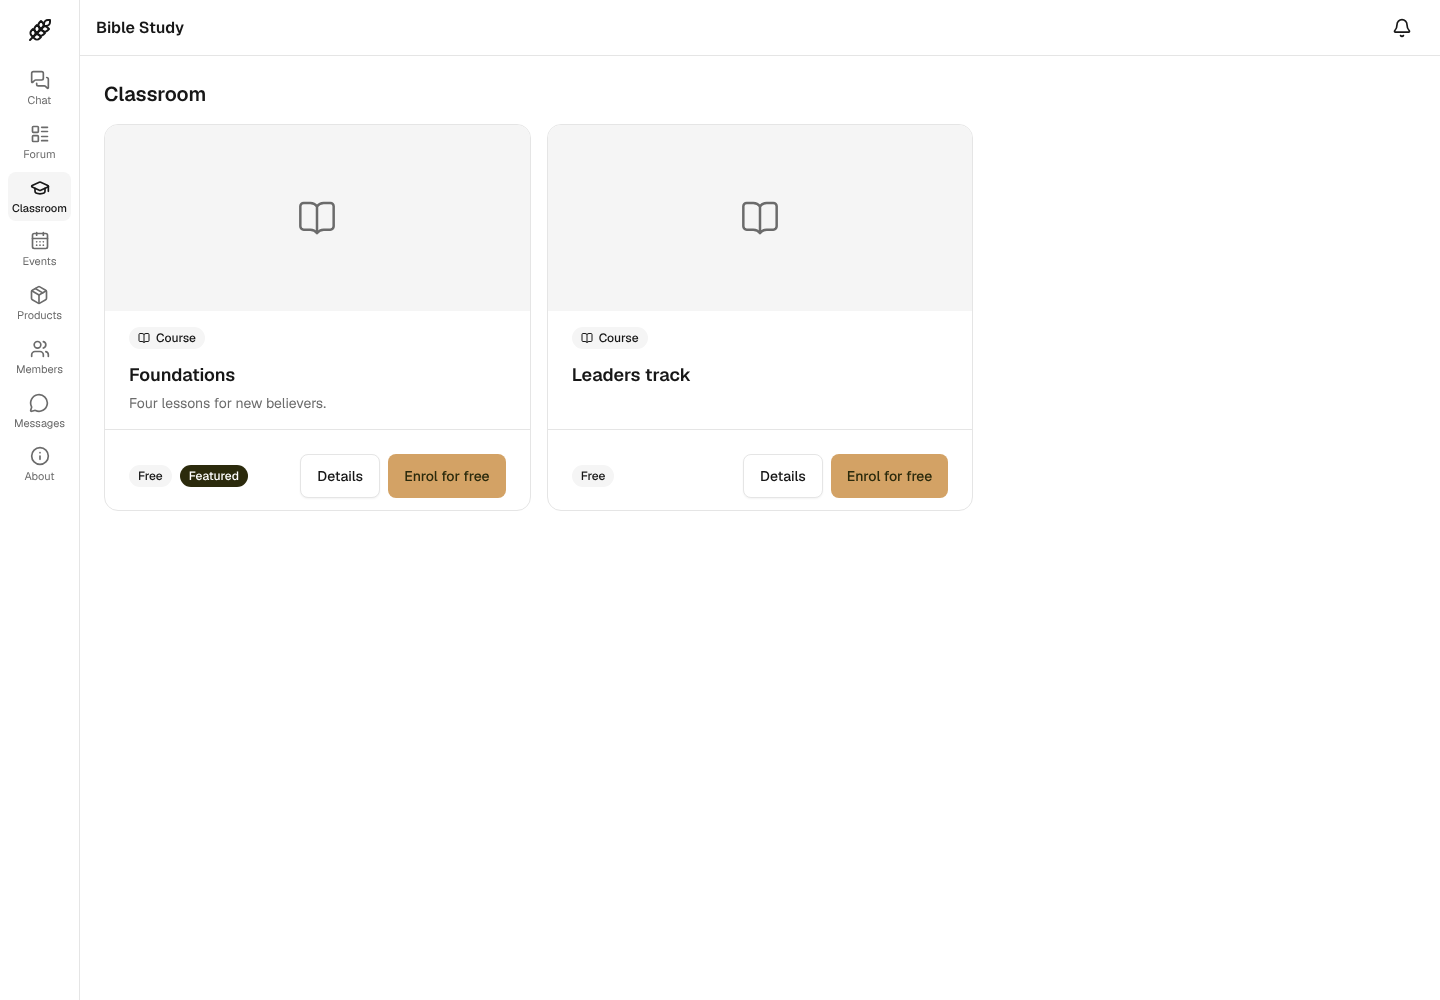 Bible Study
Chat
Forum
Classroom
Events
Products
Members
Messages
About
Classroom
Course
Foundations
Four lessons for new believers.
Free
Featured
Details
Enrol for free
Course
Leaders track
Free
Details
Enrol for free